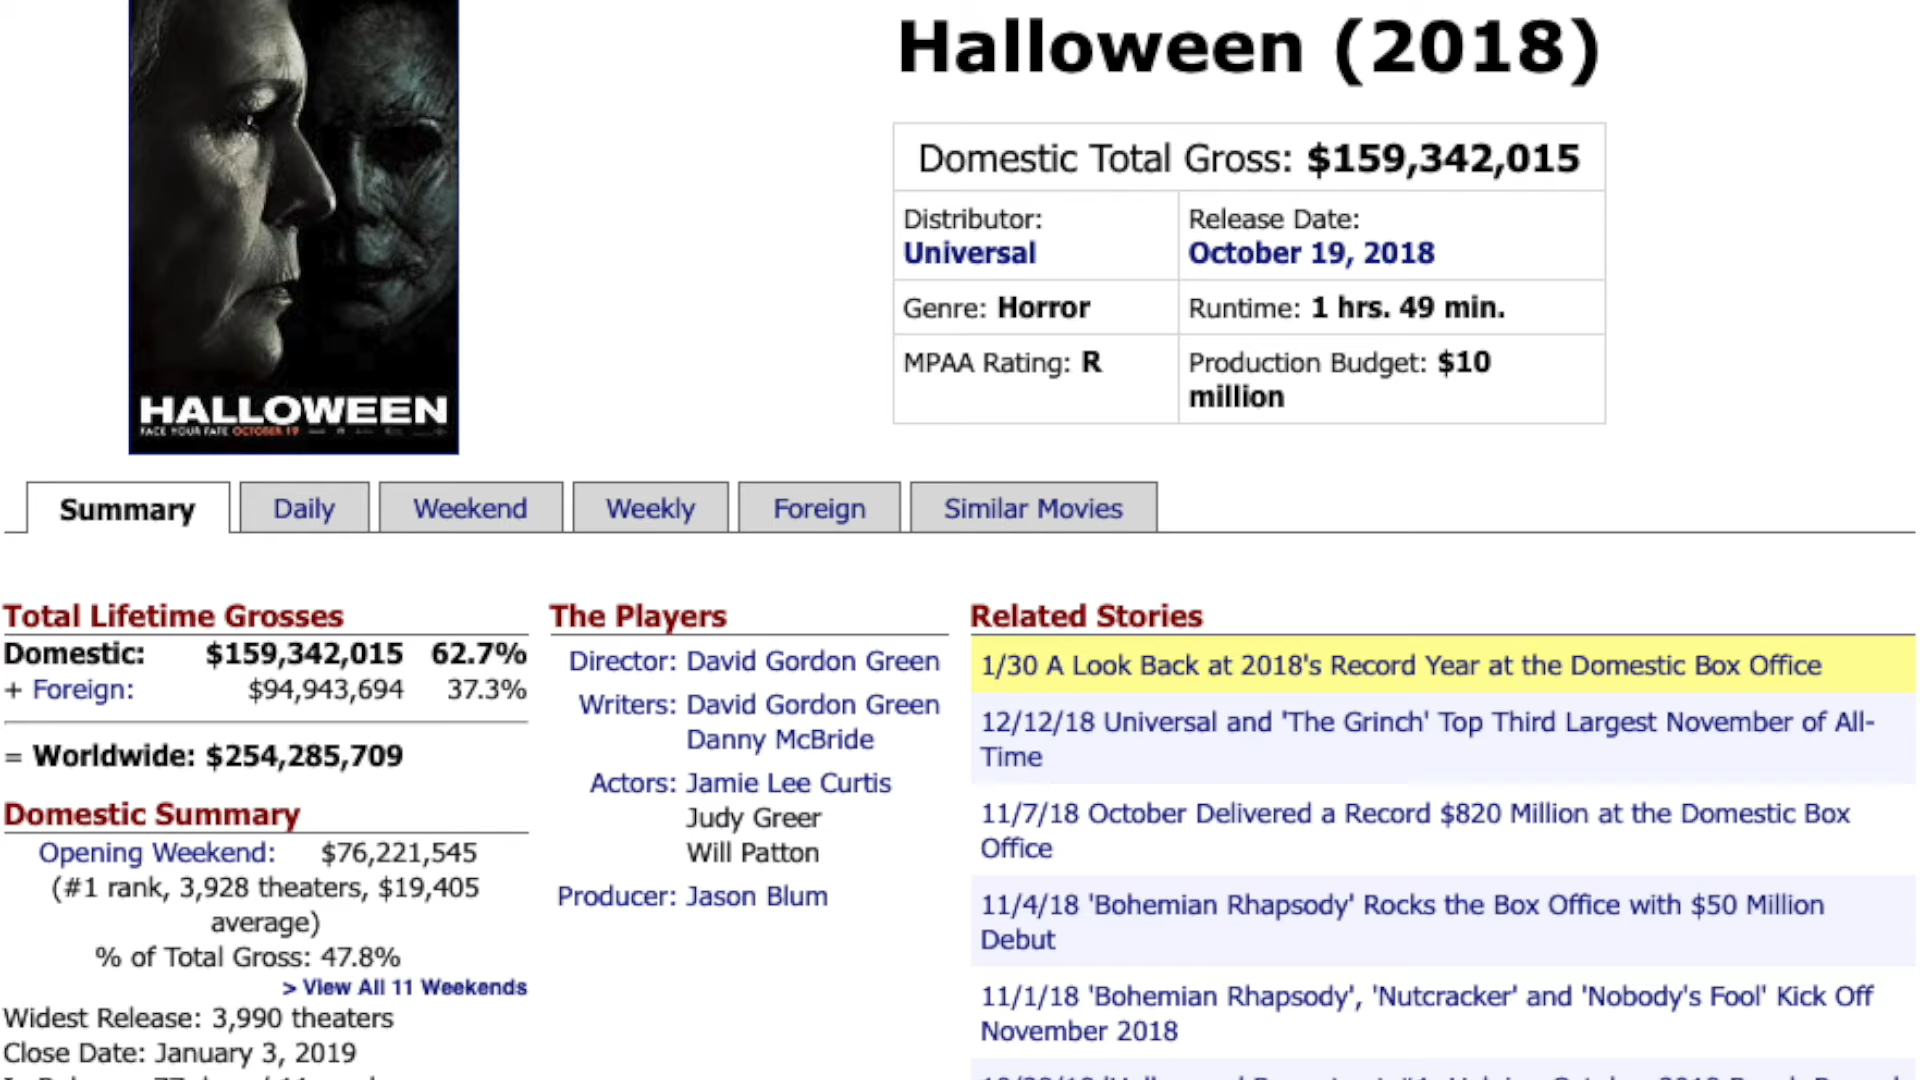 HALLOWEEN
FACE YOUR FATE OCTOBER 19
Halloween (2018)
Domestic Total Gross: $159,342,015
Distributor:
Universal
Release Date:
October 19, 2018
Genre: Horror
Runtime: 1 hrs. 49 min.
MPAA Rating: R
Production Budget: $10
million
Summary
Daily
Weekend
Weekly
Foreign
Similar Movies
Total Lifetime Grosses
Domestic: $159,342,015 62.7%
+ Foreign: $94,943,694 37.3%
= Worldwide: $254,285,709
Domestic Summary
Opening Weekend: $76,221,545
(#1 rank, 3,928 theaters, $19,405
average)
% of Total Gross: 47.8%
> View All 11 Weekends
Widest Release: 3,990 theaters
Close Date: January 3, 2019
The Players
Director: David Gordon Green
Writers: David Gordon Green
Danny McBride
Actors: Jamie Lee Curtis
Judy Greer
Will Patton
Producer: Jason Blum
Related Stories
1/30 A Look Back at 2018's Record Year at the Domestic Box Office
12/12/18 Universal and 'The Grinch' Top Third Largest November of All-
Time
11/7/18 October Delivered a Record $820 Million at the Domestic Box
Office
11/4/18 'Bohemian Rhapsody' Rocks the Box Office with $50 Million
Debut
11/1/18 'Bohemian Rhapsody', 'Nutcracker' and 'Nobody's Fool' Kick Off
November 2018